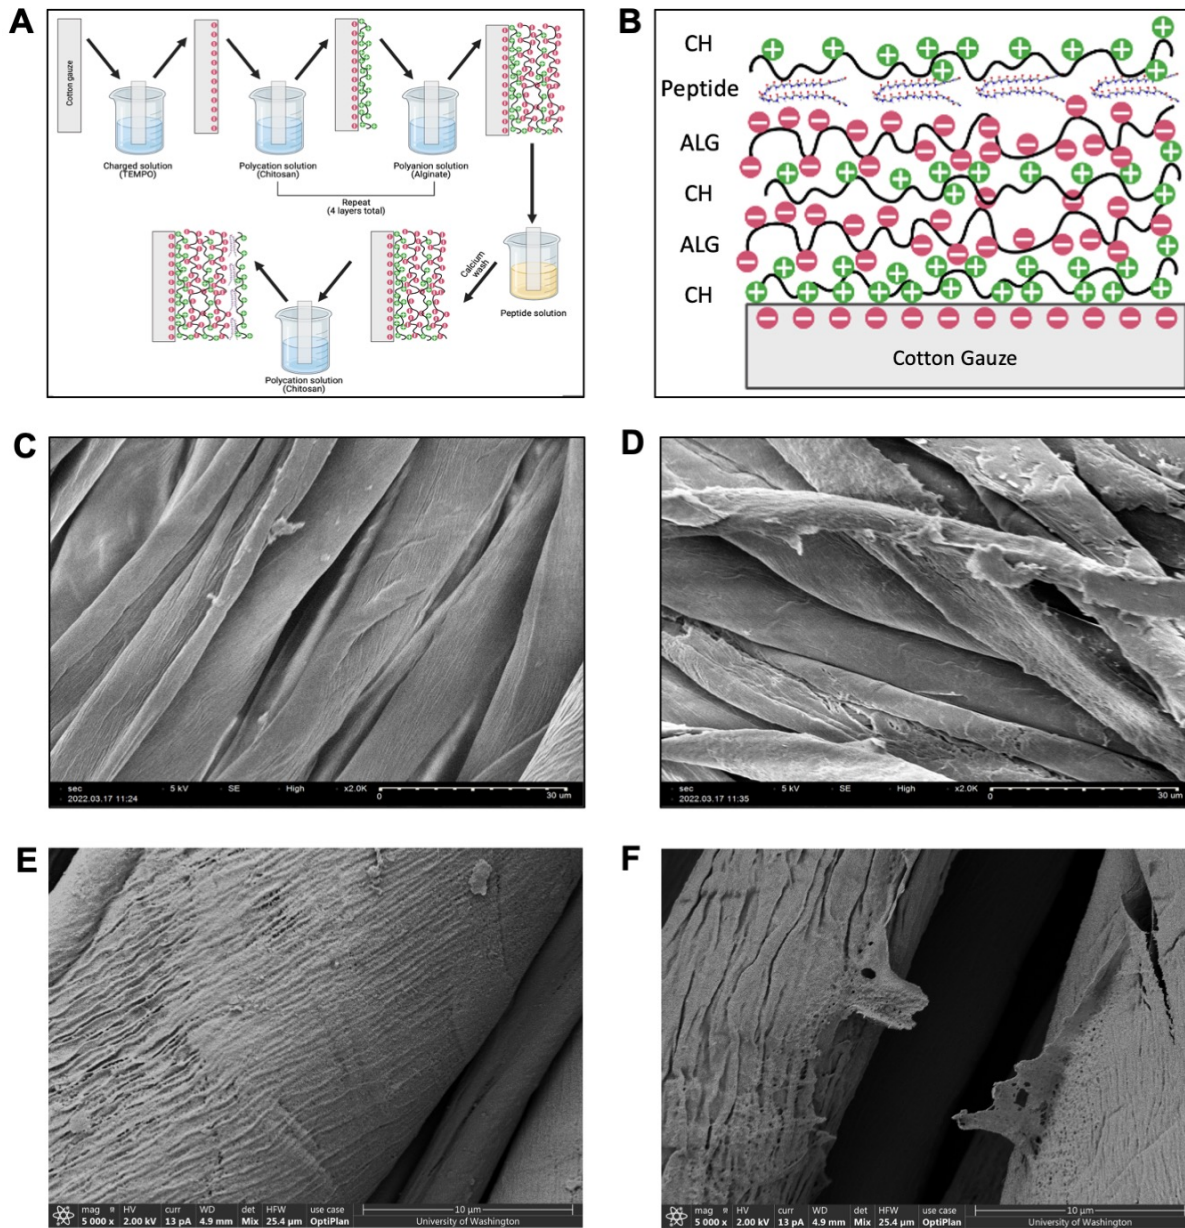 A
Cotton gauze
Charged solution
(TEMPO)
Polycation solution
(Chitosan)
Polyanion solution
(Alginate)
Repeat
(4 layers total)
Calcium
wash
Peptide solution
Polycation solution
(Chitosan)
B
CH
Peptide
ALG
CH
ALG
CH
Cotton Gauze
C
sec 5 kV SE High x2.0K
2022.03.17 11:24 0 30 um
D
sec 5 kV SE High x2.0K
2022.03.17 11:35 0 30 um
E
mag HV curr WD det HFW use case 10 μm
5 000 x 2.00 kV 13 pA 4.9 mm Mix 25.4 μm OptiPlan University of Washington
F
mag HV curr WD det HFW use case 10 μm
5 000 x 2.00 kV 13 pA 4.9 mm Mix 25.4 μm OptiPlan University of Washington